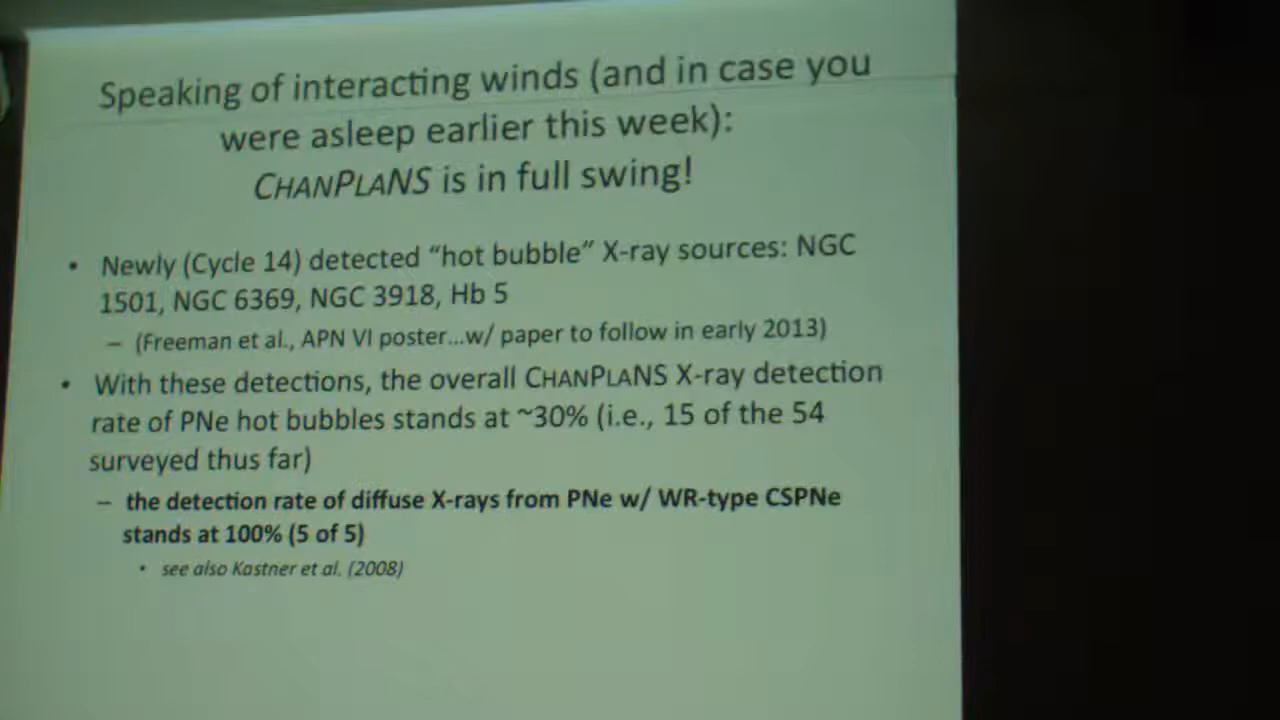 Speaking of interacting winds (and in case you
were asleep earlier this week):
CHANPLANS is in full swing!
• Newly (Cycle 14) detected “hot bubble” X-ray sources: NGC
1501, NGC 6369, NGC 3918, Hb 5
– (Freeman et al., APN VI poster...w/ paper to follow in early 2013)
• With these detections, the overall CHANPLANS X-ray detection
rate of PNe hot bubbles stands at ~30% (i.e., 15 of the 54
surveyed thus far)
– the detection rate of diffuse X-rays from PNe w/ WR-type CSPNe
stands at 100% (5 of 5)
• see also Kastner et al. (2008)